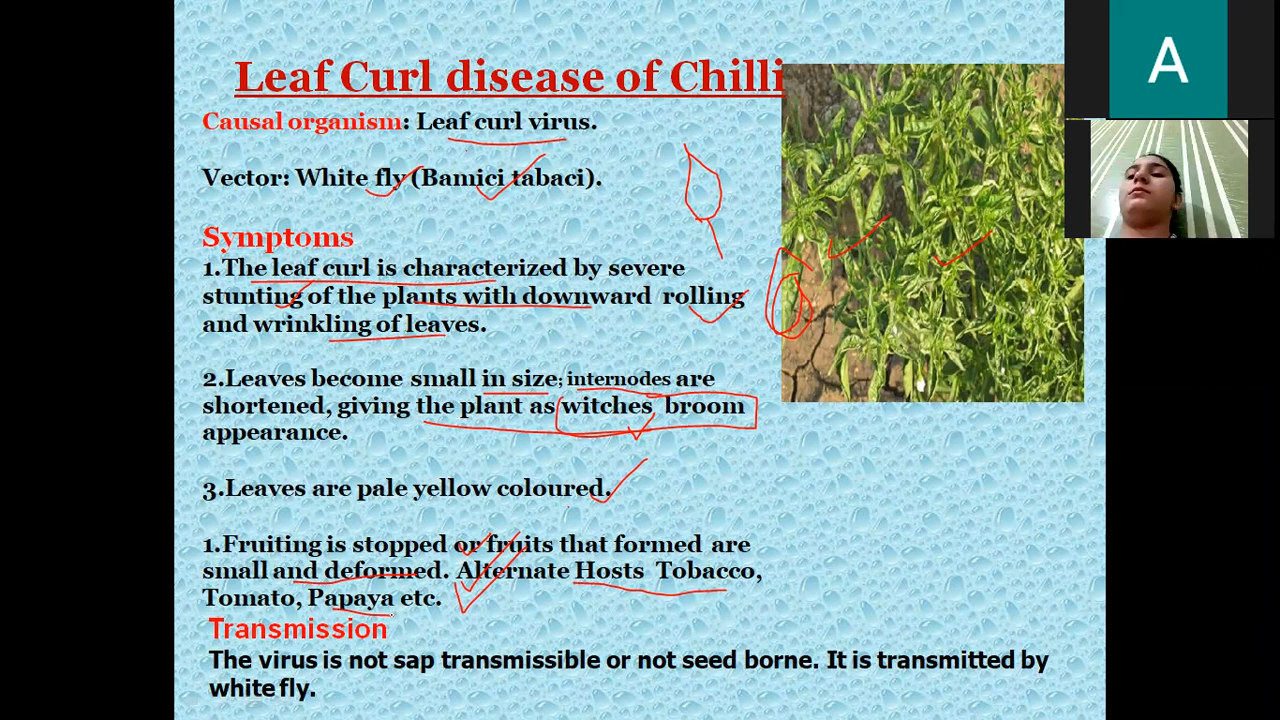 Leaf Curl disease of Chilli
Causal organism: Leaf curl virus.
Vector: White fly (Bamici tabaci).
Symptoms
1.The leaf curl is characterized by severe
stunting of the plants with downward rolling
and wrinkling of leaves.
2.Leaves become small in size; internodes are
shortened, giving the plant as witches broom
appearance.
3.Leaves are pale yellow coloured.
1.Fruiting is stopped or fruits that formed are
small and deformed. Alternate Hosts Tobacco,
Tomato, Papaya etc.
Transmission
The virus is not sap transmissible or not seed borne. It is transmitted by
white fly.
A